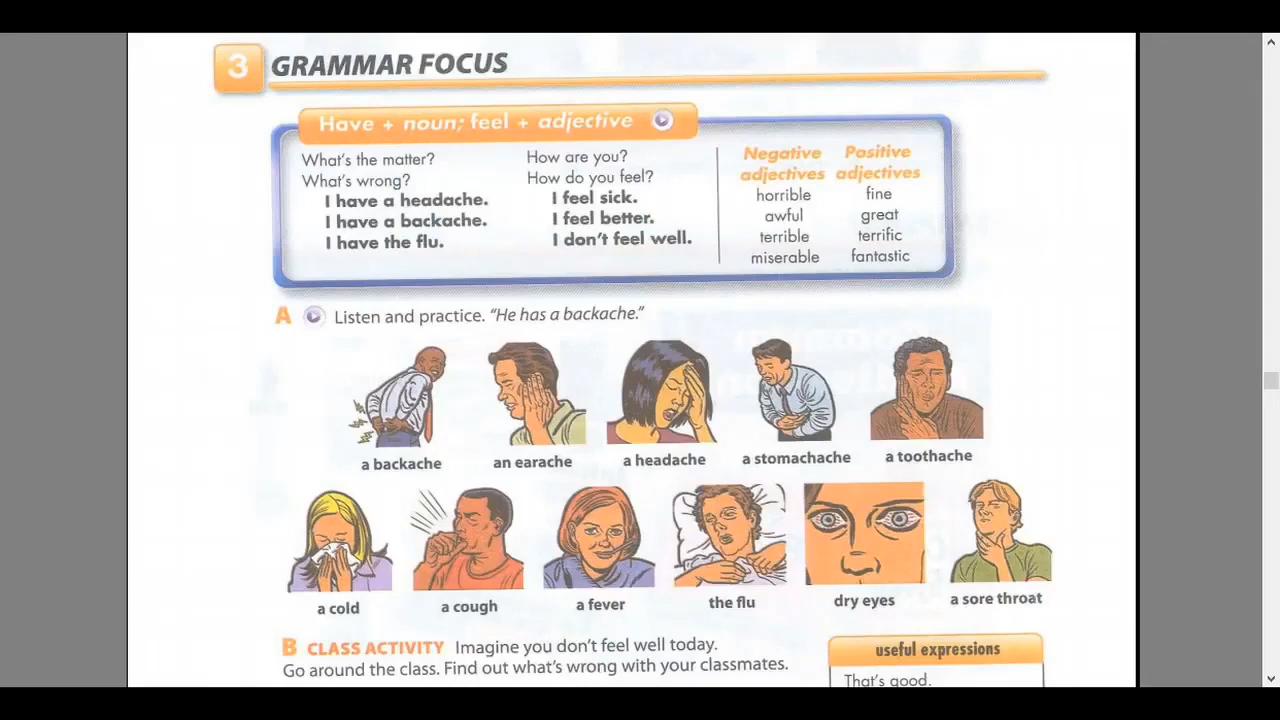 3 GRAMMAR FOCUS
Have + noun; feel + adjective
What's the matter?
What's wrong?
I have a headache.
I have a backache.
I have the flu.
How are you?
How do you feel?
I feel sick.
I feel better.
I don't feel well.
Negative adjectives
horrible
awful
terrible
miserable
Positive adjectives
fine
great
terrific
fantastic
A Listen and practice. "He has a backache."
a backache
an earache
a headache
a stomachache
a toothache
a cold
a cough
a fever
the flu
dry eyes
a sore throat
B CLASS ACTIVITY Imagine you don't feel well today.
Go around the class. Find out what's wrong with your classmates.
useful expressions
That's good.